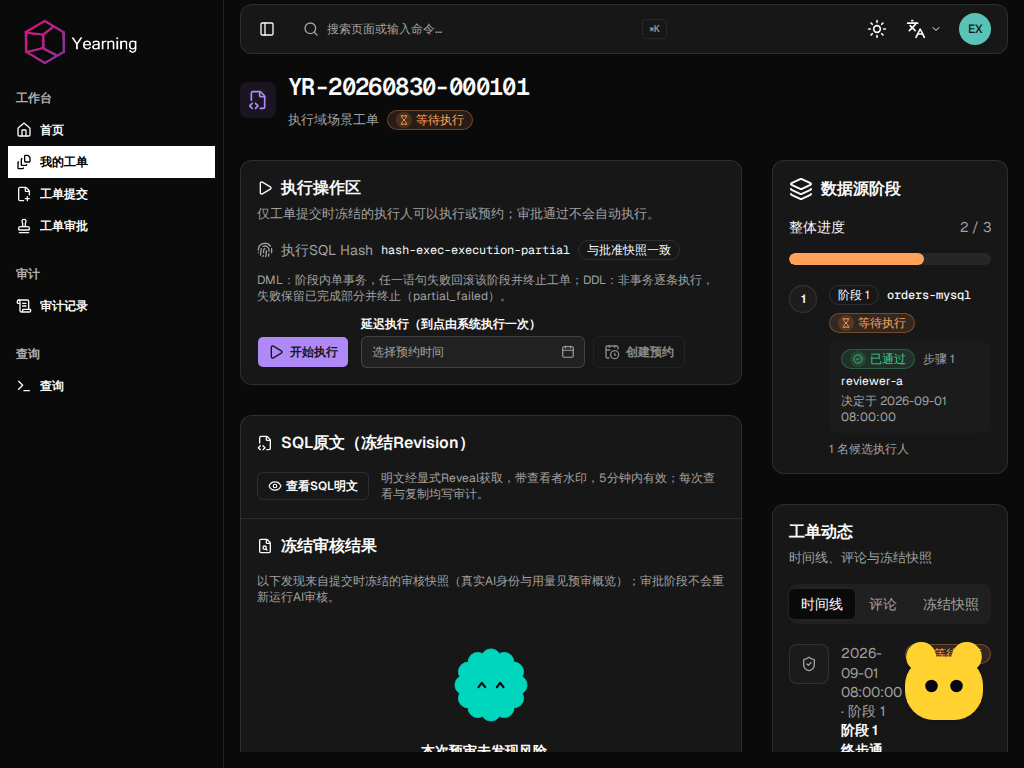 Yearning
工作台
首页
我的工单
工单提交
工单审批
审计
审计记录
查询
查询
搜索页面或输入命令…
⌘K
EX
YR-20260830-000101
执行域场景工单
等待执行
执行操作区
仅工单提交时冻结的执行人可以执行或预约；审批通过不会自动执行。
执行SQL Hash hash-exec-execution-partial 与批准快照一致
DML：阶段内单事务，任一语句失败回滚该阶段并终止工单；DDL：非事务逐条执行，
失败保留已完成部分并终止（partial_failed）。
延迟执行（到点由系统执行一次）
开始执行
选择预约时间
创建预约
SQL原文（冻结Revision）
查看SQL明文
明文经显式Reveal获取，带查看者水印，5分钟内有效；每次查
看与复制均写审计。
冻结审核结果
以下发现来自提交时冻结的审核快照（真实AI身份与用量见预审概览）；审批阶段不会重
新运行AI审核。
本次预审未发现风险
数据源阶段
整体进度 2 / 3
1
阶段 1 orders-mysql
等待执行
已通过 步骤 1
reviewer-a
决定于 2026-09-01
08:00:00
1 名候选执行人
工单动态
时间线、评论与冻结快照
时间线 评论 冻结快照
2026-
09-01
08:00:00
· 阶段 1
阶段 1
终步通